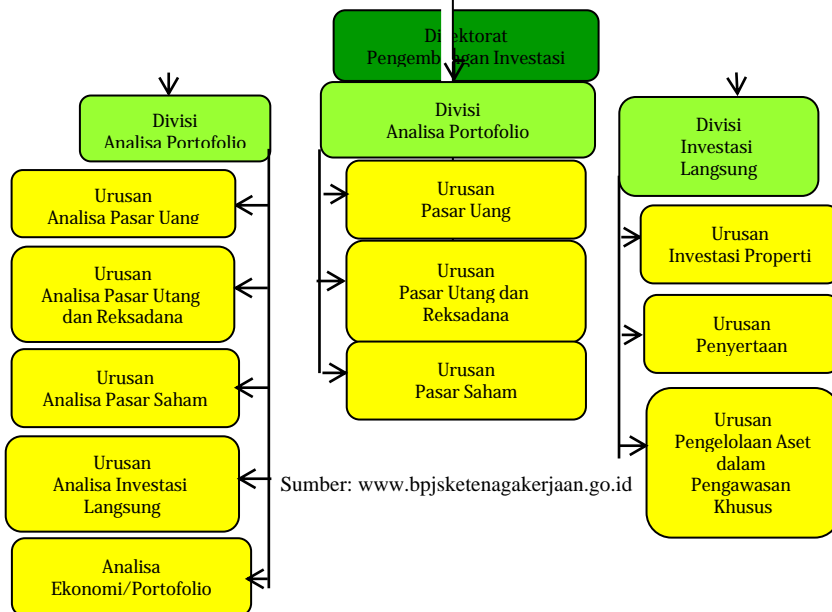 Direktorat
Pengembangan Investasi
Divisi
Analisa Portofolio
Urusan
Analisa Pasar Uang
Urusan
Analisa Pasar Utang
dan Reksadana
Urusan
Analisa Pasar Saham
Urusan
Analisa Investasi
Langsung
Analisa
Ekonomi/Portofolio
Divisi
Analisa Portofolio
Urusan
Pasar Uang
Urusan
Pasar Utang dan
Reksadana
Urusan
Pasar Saham
Divisi
Investasi
Langsung
Urusan
Investasi Properti
Urusan
Penyertaan
Urusan
Pengelolaan Aset
dalam
Pengawasan
Khusus
Sumber: www.bpjsketenagakerjaan.go.id